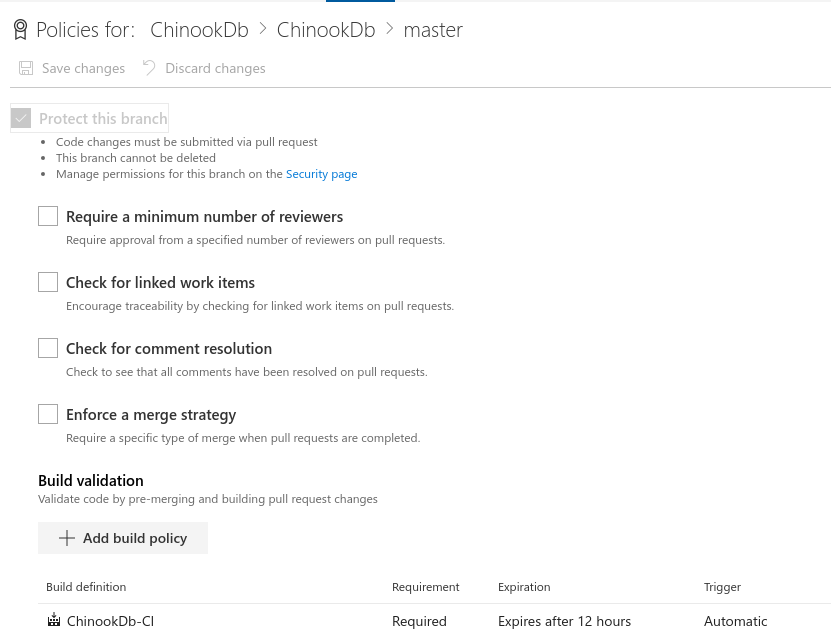 Policies for: ChinookDb > ChinookDb > master
Save changes Discard changes
Protect this branch
• Code changes must be submitted via pull request
• This branch cannot be deleted
• Manage permissions for this branch on the Security page
Require a minimum number of reviewers
Require approval from a specified number of reviewers on pull requests.
Check for linked work items
Encourage traceability by checking for linked work items on pull requests.
Check for comment resolution
Check to see that all comments have been resolved on pull requests.
Enforce a merge strategy
Require a specific type of merge when pull requests are completed.
Build validation
Validate code by pre-merging and building pull request changes
+ Add build policy
Build definition Requirement Expiration Trigger
ChinookDb-CI Required Expires after 12 hours Automatic